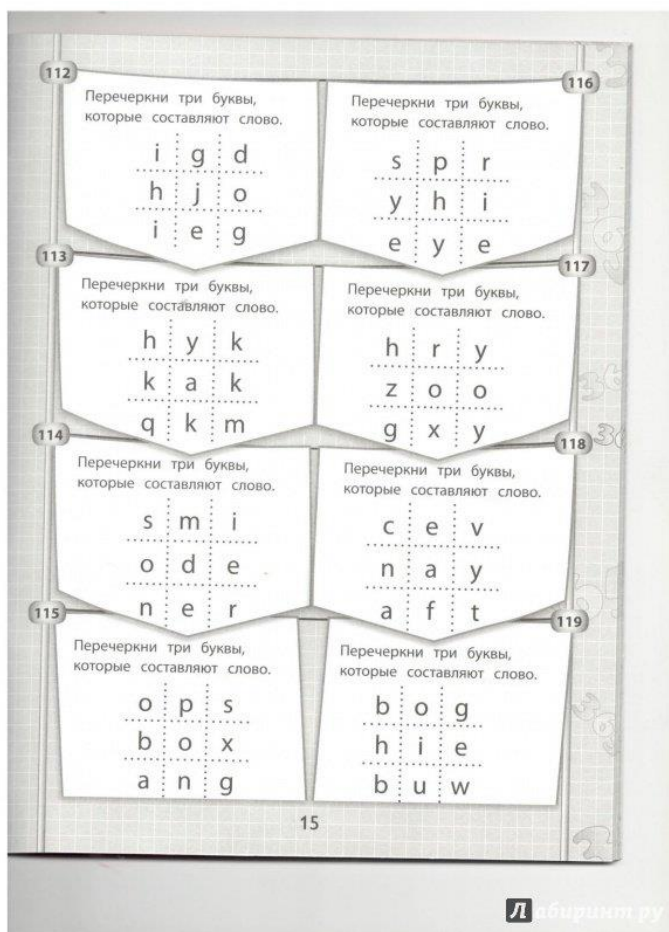 112
Перечеркни три буквы,
которые составляют слово.
i g d
h j o
i e g
113
Перечеркни три буквы,
которые составляют слово.
h y k
k a k
q k m
114
Перечеркни три буквы,
которые составляют слово.
s m i
o d e
n e r
115
Перечеркни три буквы,
которые составляют слово.
o p s
b o x
a n g
116
Перечеркни три буквы,
которые составляют слово.
s p r
y h i
e y e
117
Перечеркни три буквы,
которые составляют слово.
h r y
z o o
g x y
118
Перечеркни три буквы,
которые составляют слово.
c e v
n a y
a f t
119
Перечеркни три буквы,
которые составляют слово.
b o g
h i e
b u w
15
Лабиринт.ру